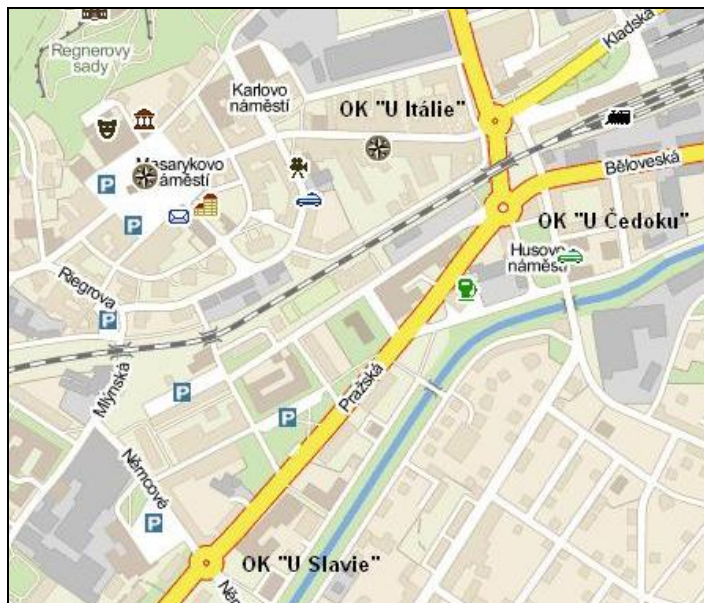 Regnerovy
sady
Karlovo
náměstí
Kladská
OK "U Itálie"
Masarykovo
náměstí
P
P
Běloveská
OK "U Čedoku"
Husovo
náměstí
Riegrova
P
Mlýnská
P
Pražská
P
Němcové
P
OK "U Slavie"